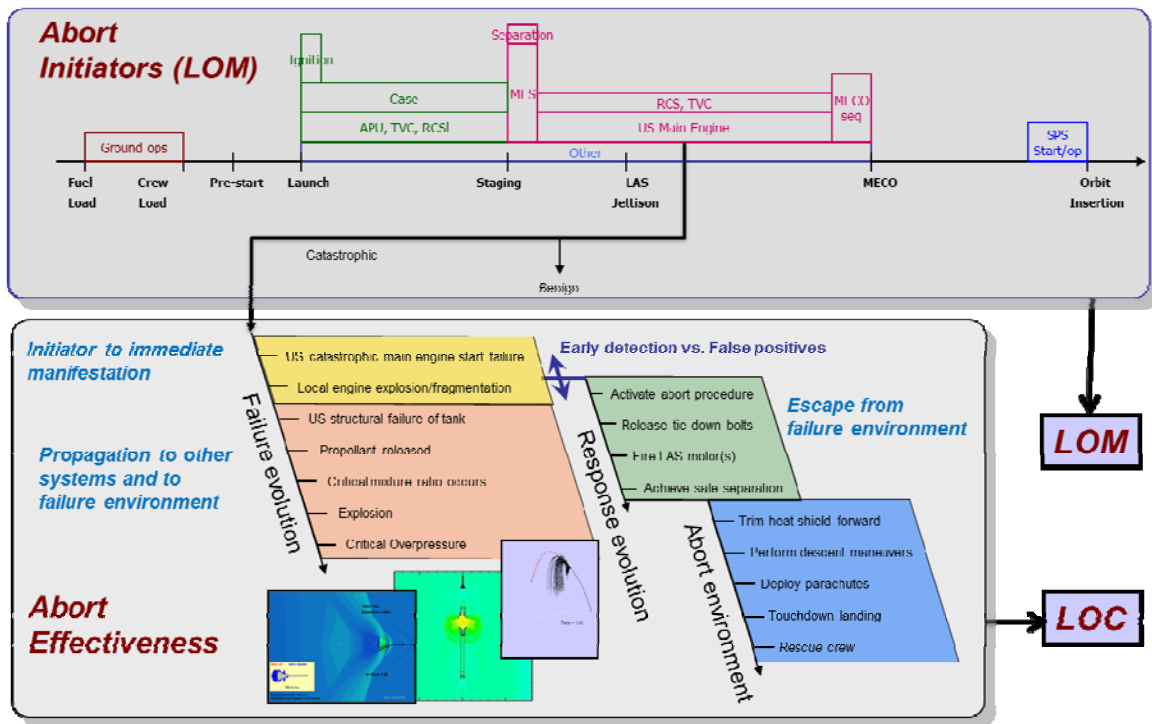 Abort
Initiators (LOM)
Separation
Ignition
Case
MES
RCS, TVC
MECO
seq
APU, TVC, RCSl
US Main Engine
Ground ops
Other
SPS
Start/op
Fuel
Load
Crew
Load
Pre-start
Launch
Staging
LAS
Jettison
MECO
Orbit
Insertion
Catastrophic
Benign
Initiator to immediate
manifestation
US catastrophic main engine start failure
Local engine explosion/fragmentation
Early detection vs. False positives
Failure evolution
US structural failure of tank
Propellant released
Critical mixture ratio occurs
Explosion
Critical Overpressure
Propagation to other
systems and to
failure environment
Activate abort procedure
Release tie down bolts
Fire LAS motor(s)
Achieve safe separation
Escape from
failure environment
Response evolution
Trim heat shield forward
Perform descent maneuvers
Deploy parachutes
Touchdown landing
Rescue crew
Abort environment
Abort
Effectiveness
LOM
LOC